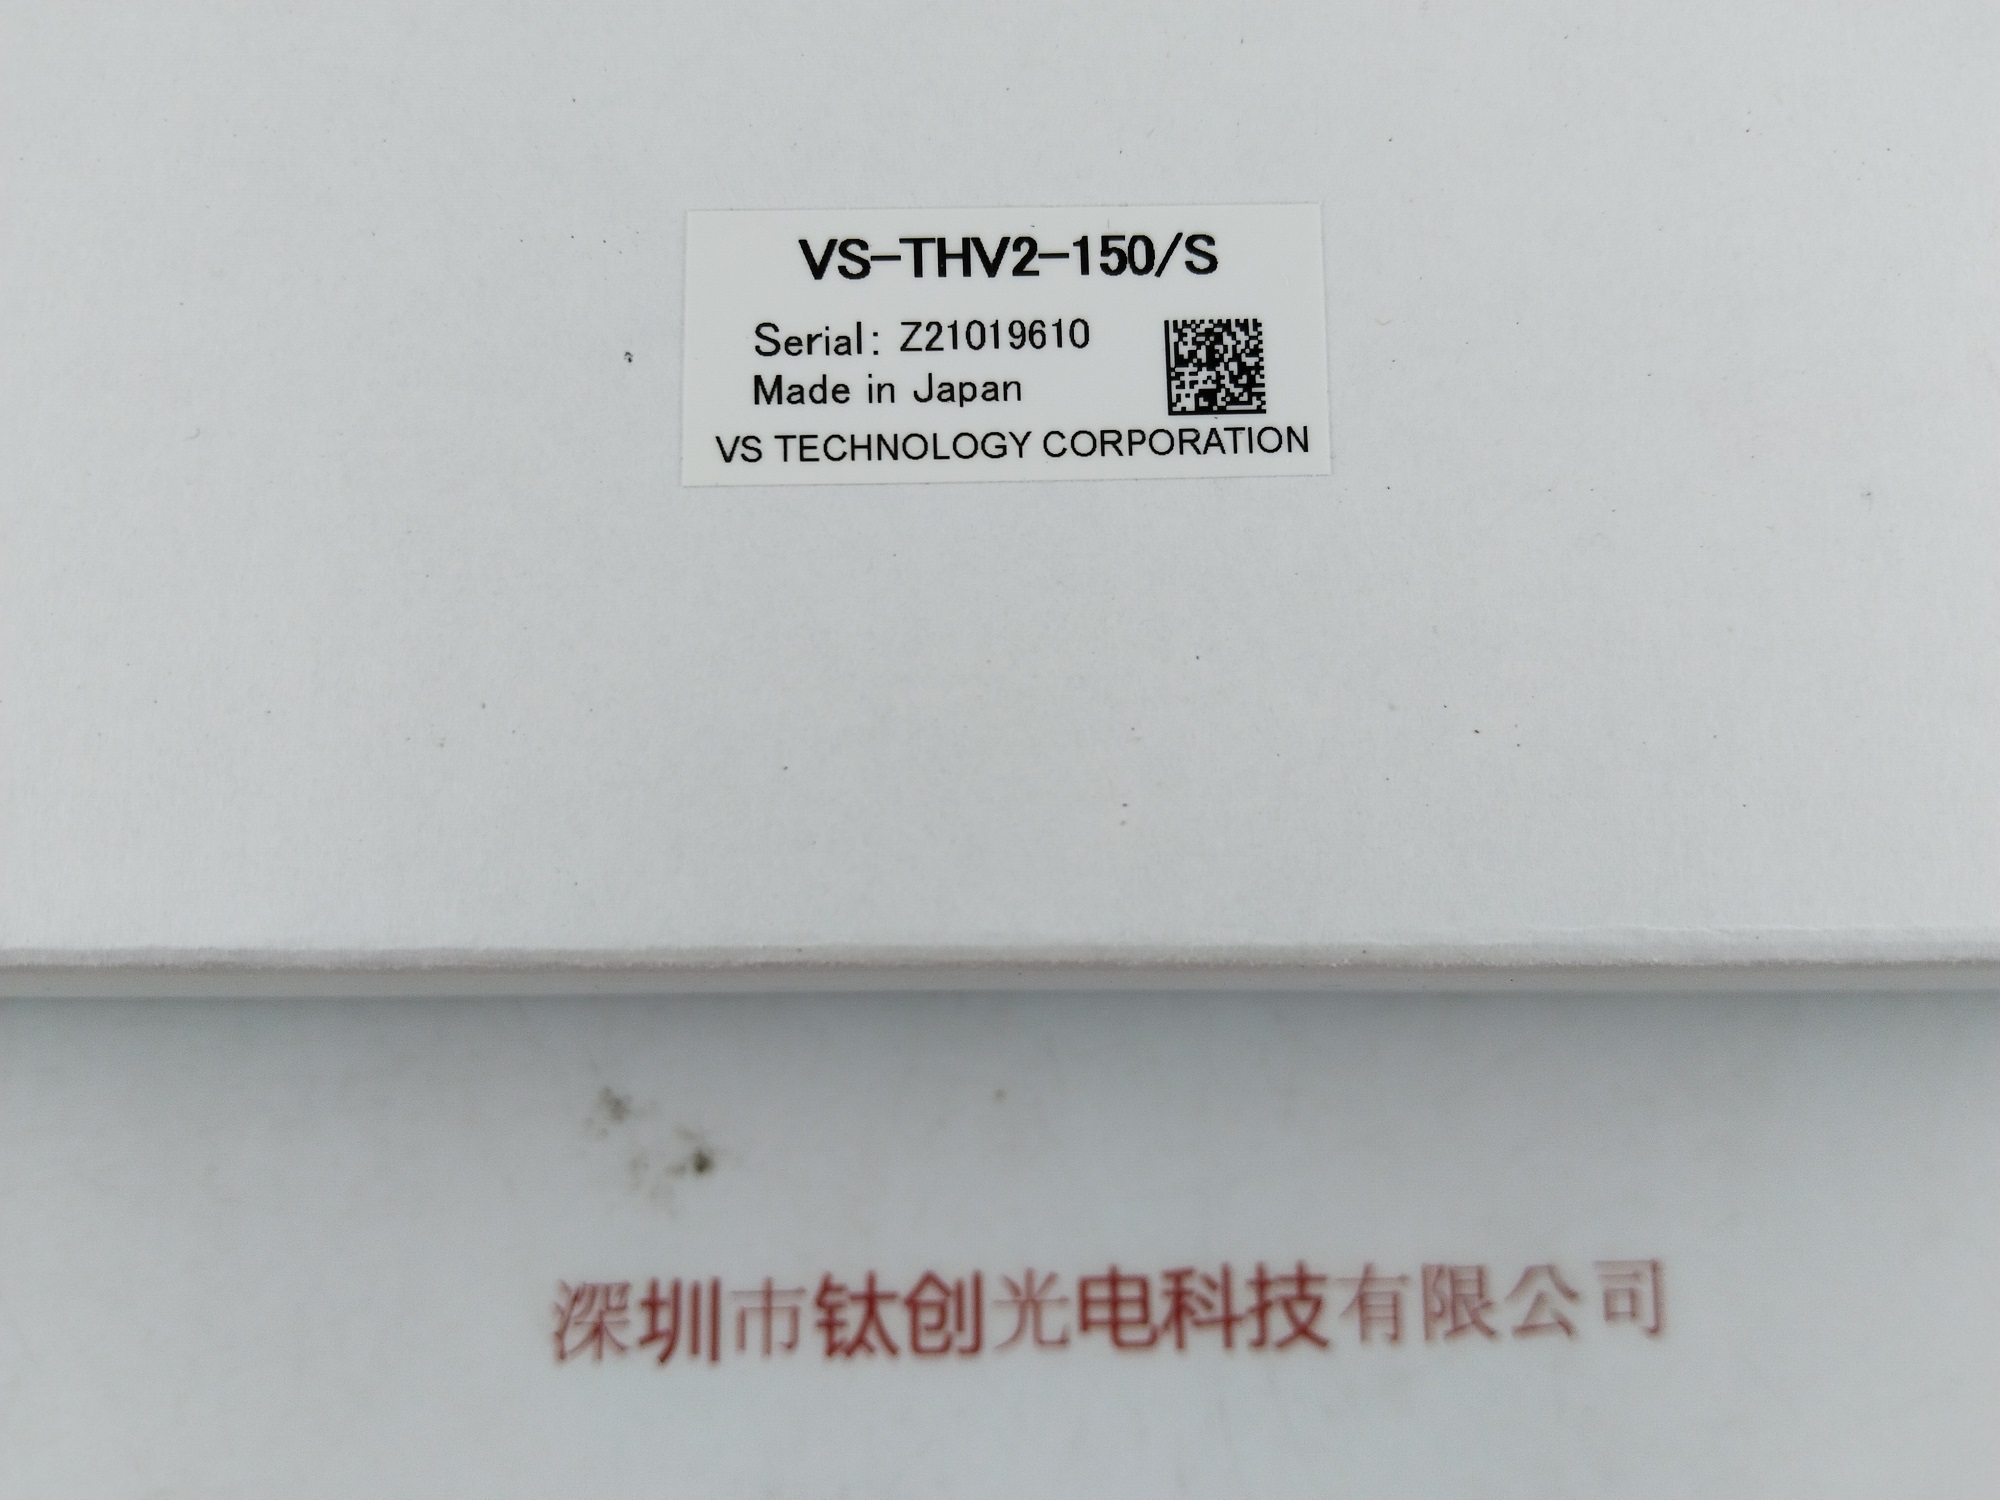 VS-THV2-150/S
Serial: Z21019610
Made in Japan
VS TECHNOLOGY CORPORATION
深圳市钛创光电科技有限公司